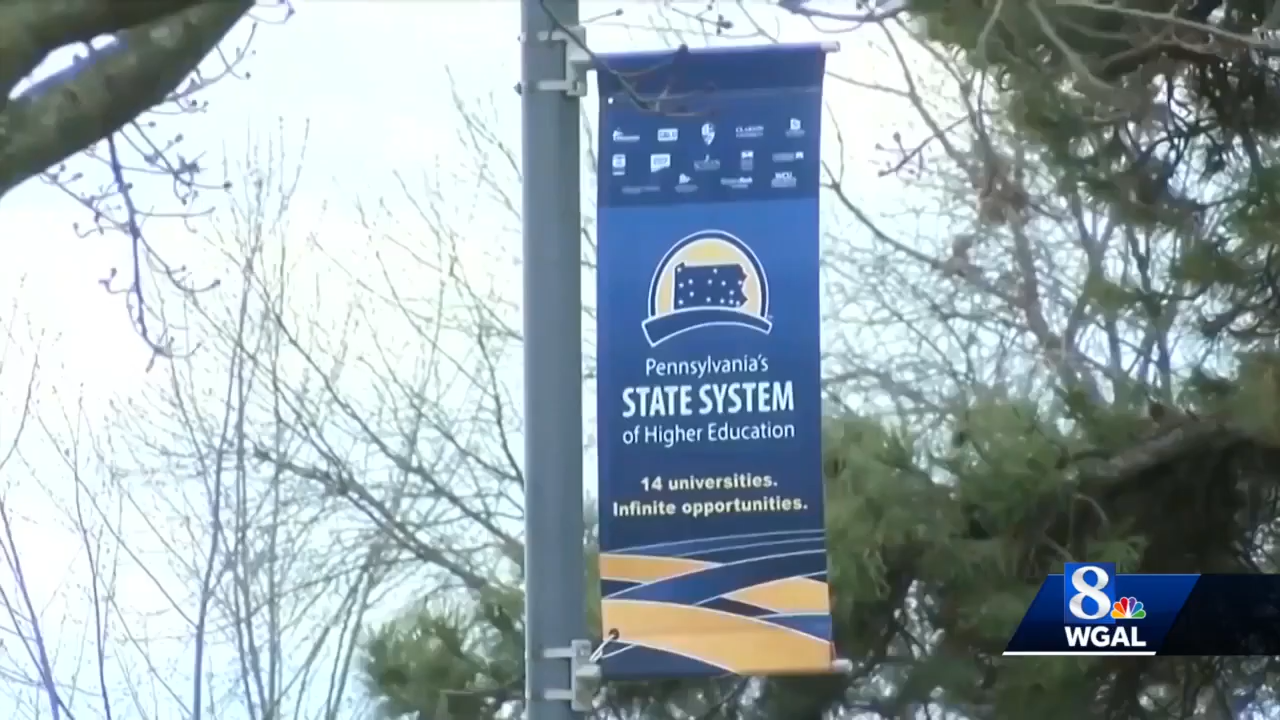 CLARION
Pennsylvania's
STATE SYSTEM
of Higher Education
14 universities.
Infinite opportunities.
8
WGAL